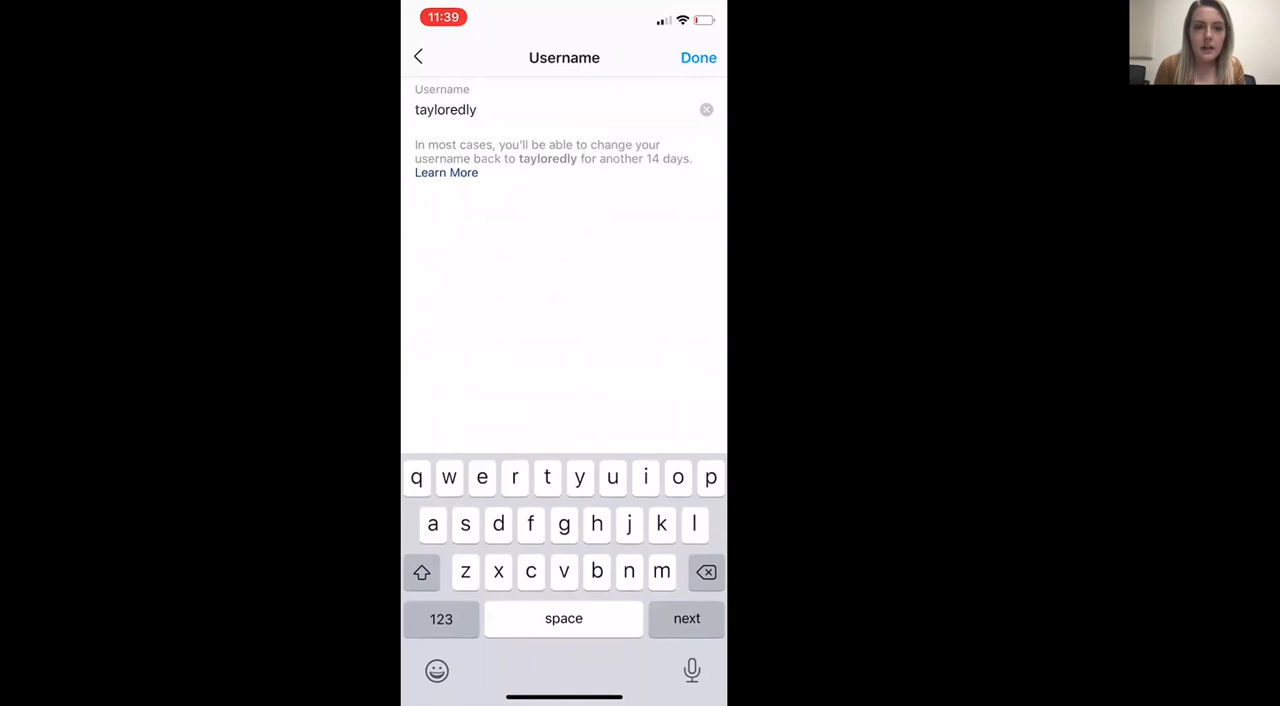 11:39
Username
Done
Username
tayloredly
In most cases, you'll be able to change your
username back to tayloredly for another 14 days.
Learn More
q w e r t y u i o p
a s d f g h j k l
z x c v b n m
123 space next